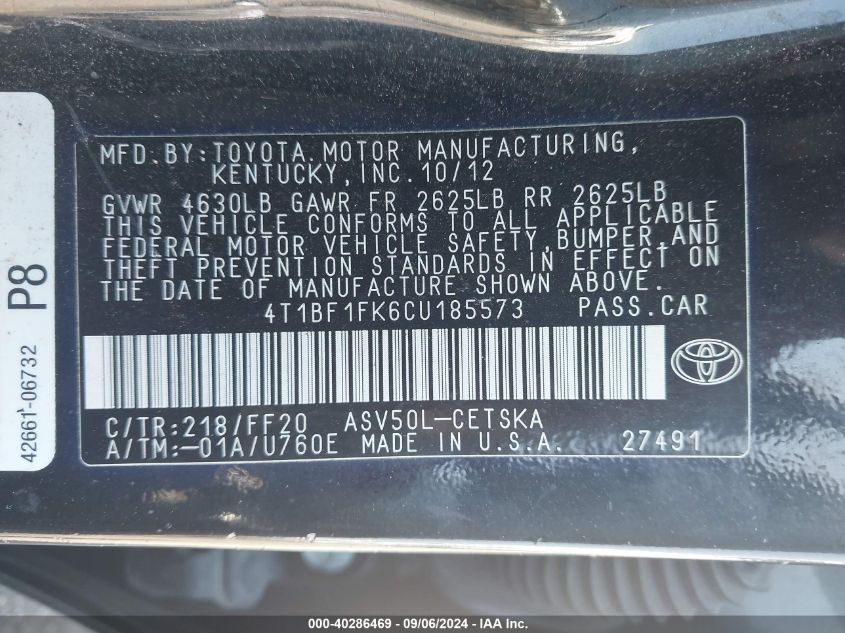 MFD.BY:TOYOTA MOTOR MANUFACTURING,
KENTUCKY,INC.10/12
GVWR 4630LB GAWR FR 2625LB RR 2625LB
THIS VEHICLE CONFORMS TO ALL APPLICABLE
FEDERAL MOTOR VEHICLE SAFETY,BUMPER,AND
THEFT PREVENTION STANDARDS IN EFFECT ON
THE DATE OF MANUFACTURE SHOWN ABOVE.
4T1BF1FK6CU185573 PASS.CAR
C/TR:218/FF20 ASV50L-CETSKA
A/TM:-01A/U760E MADE IN U.S.A. 27491
P8
42661-06732
000-40286469 - 09/06/2024 - IAA Inc.